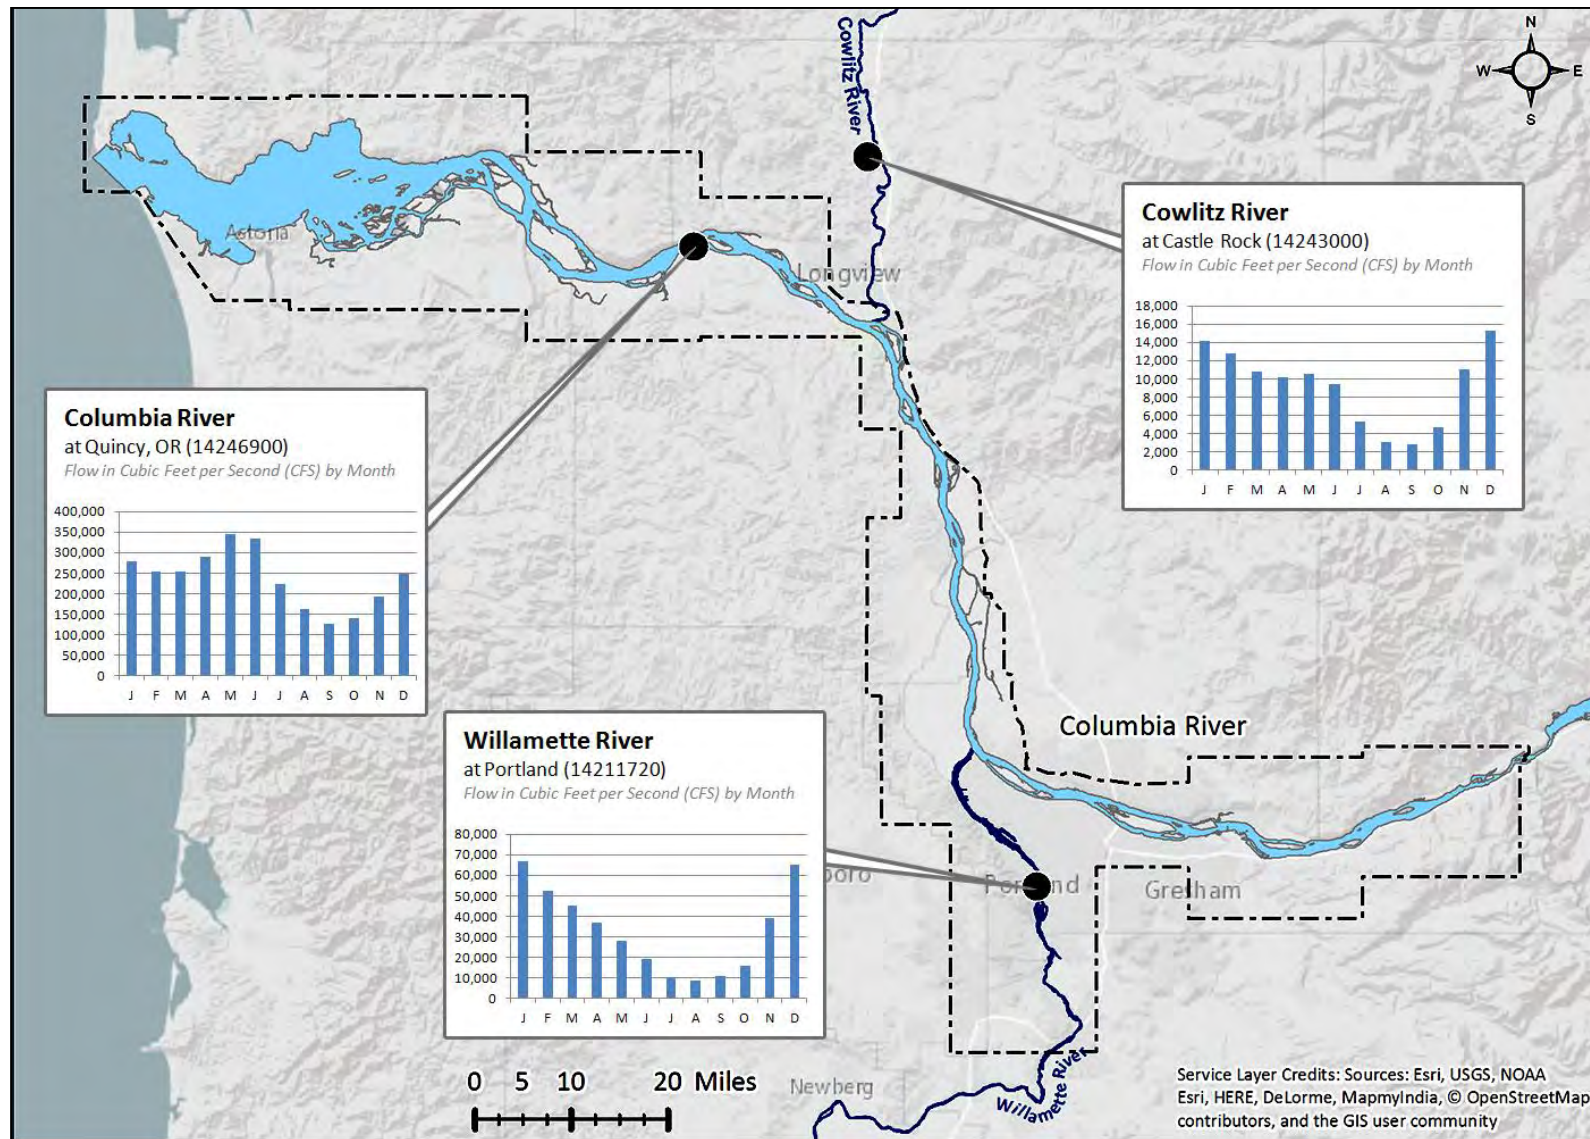 N
W
E
S
Cowlitz River
Cowlitz River
at Castle Rock (14243000)
Flow in Cubic Feet per Second (CFS) by Month
18,000
16,000
14,000
12,000
10,000
8,000
6,000
4,000
2,000
0
J F M A M J J A S O N D
Astoria
Longview
Columbia River
at Quincy, OR (14246900)
Flow in Cubic Feet per Second (CFS) by Month
400,000
350,000
300,000
250,000
200,000
150,000
100,000
50,000
0
J F M A M J J A S O N D
Columbia River
Willamette River
at Portland (14211720)
Flow in Cubic Feet per Second (CFS) by Month
80,000
70,000
60,000
50,000
40,000
30,000
20,000
10,000
0
J F M A M J J A S O N D
Portland
Gresham
Newberg
Willamette River
0 5 10 20 Miles
Service Layer Credits: Sources: Esri, USGS, NOAA
Esri, HERE, DeLorme, MapmyIndia, © OpenStreetMap
contributors, and the GIS user community